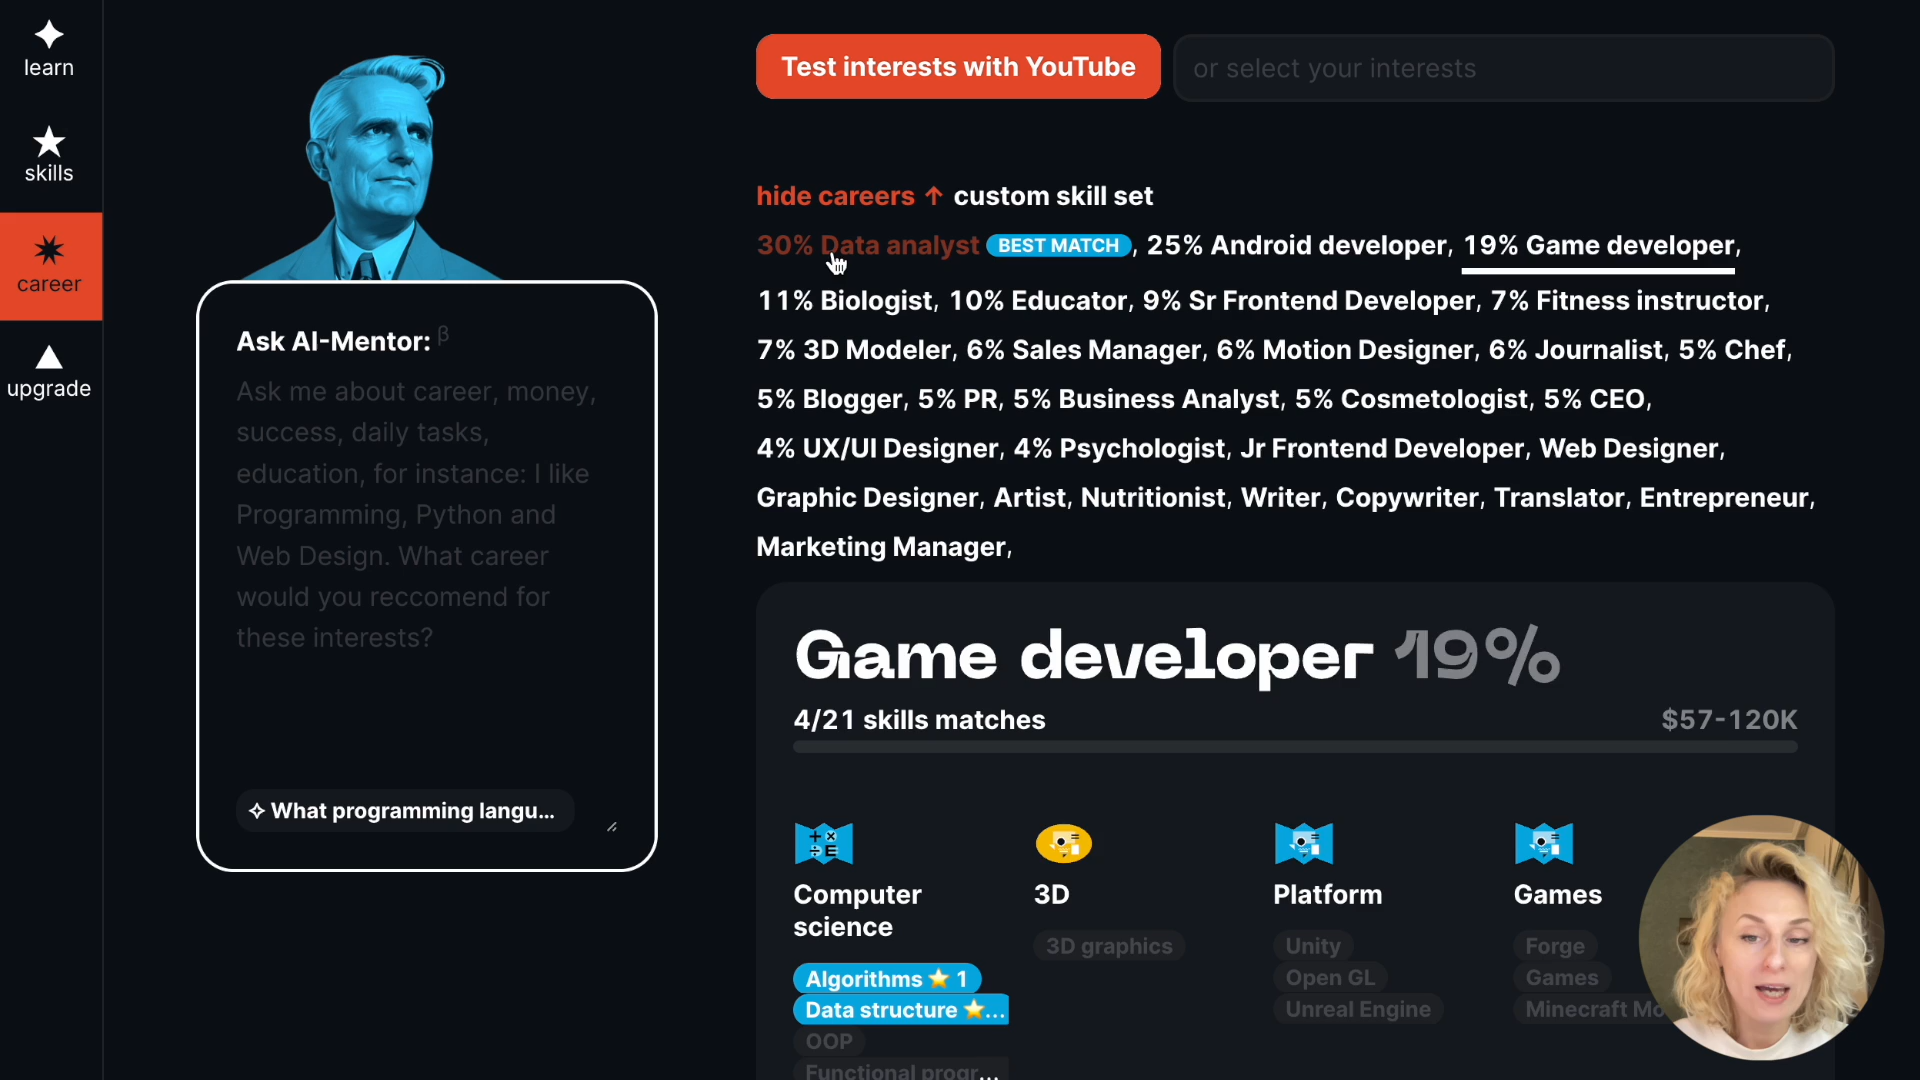 learn
skills
career
upgrade
Ask AI-Mentor: β
Ask me about career, money,
success, daily tasks,
education, for instance: I like
Programming, Python and
Web Design. What career
would you reccomend for
these interests?
What programming langu...
Test interests with YouTube
or select your interests
hide careers ↑ custom skill set
30% Data analyst BEST MATCH , 25% Android developer, 19% Game developer,
11% Biologist, 10% Educator, 9% Sr Frontend Developer, 7% Fitness instructor,
7% 3D Modeler, 6% Sales Manager, 6% Motion Designer, 6% Journalist, 5% Chef,
5% Blogger, 5% PR, 5% Business Analyst, 5% Cosmetologist, 5% CEO,
4% UX/UI Designer, 4% Psychologist, Jr Frontend Developer, Web Designer,
Graphic Designer, Artist, Nutritionist, Writer, Copywriter, Translator, Entrepreneur,
Marketing Manager,
Game developer 19%
4/21 skills matches
$57-120K
Computer
science
Algorithms ⭐ 1
Data structure ⭐...
OOP
Functional progr...
3D
3D graphics
Platform
Unity
Open GL
Unreal Engine
Games
Forge
Games
Minecraft Mo